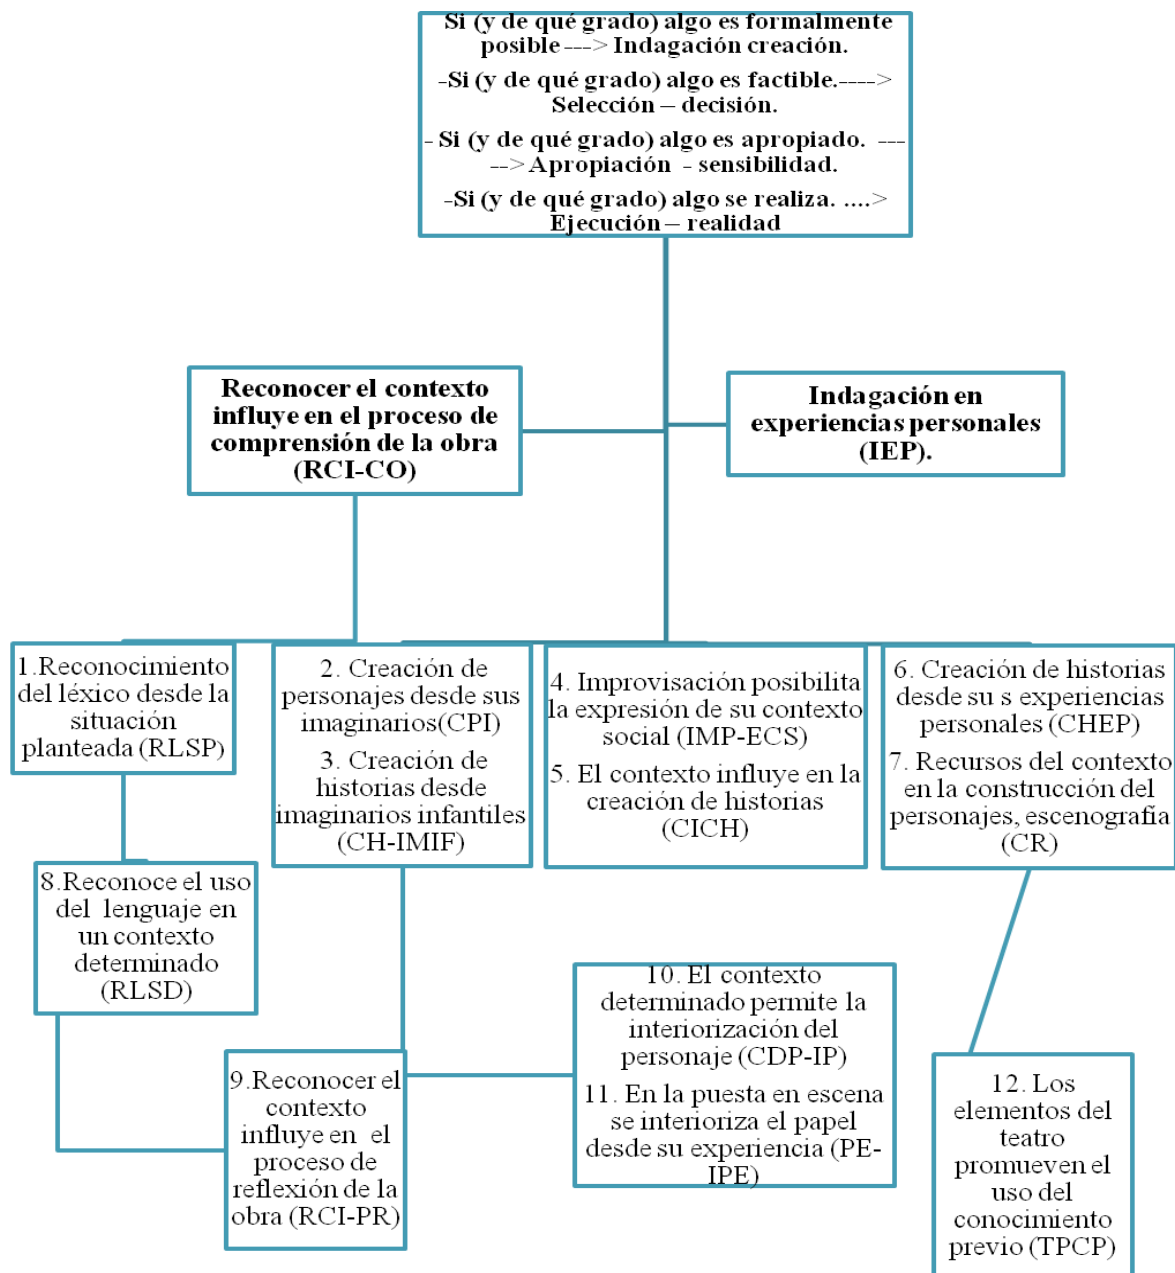 Si (y de qué grado) algo es formalmente
posible ---> Indagación creación.
-Si (y de qué grado) algo es factible.---->
Selección – decisión.
- Si (y de qué grado) algo es apropiado. ---
--> Apropiación - sensibilidad.
-Si (y de qué grado) algo se realiza. ....>
Ejecución – realidad
Reconocer el contexto
influye en el proceso de
comprensión de la obra
(RCI-CO)
Indagación en
experiencias personales
(IEP).
1.Reconocimiento
del léxico desde la
situación
planteada (RLSP)
2. Creación de
personajes desde sus
imaginarios(CPI)
3. Creación de
historias desde
imaginarios infantiles
(CH-IMIF)
4. Improvisación posibilita
la expresión de su contexto
social (IMP-ECS)
5. El contexto influye en la
creación de historias
(CICH)
6. Creación de historias
desde su s experiencias
personales (CHEP)
7. Recursos del contexto
en la construcción del
personajes, escenografía
(CR)
8.Reconoce el uso
del lenguaje en
un contexto
determinado
(RLSD)
9.Reconocer el
contexto
influye en el
proceso de
reflexión de la
obra (RCI-PR)
10. El contexto
determinado permite la
interiorización del
personaje (CDP-IP)
11. En la puesta en escena
se interioriza el papel
desde su experiencia (PE-
IPE)
12. Los
elementos del
teatro
promueven el
uso del
conocimiento
previo (TPCP)